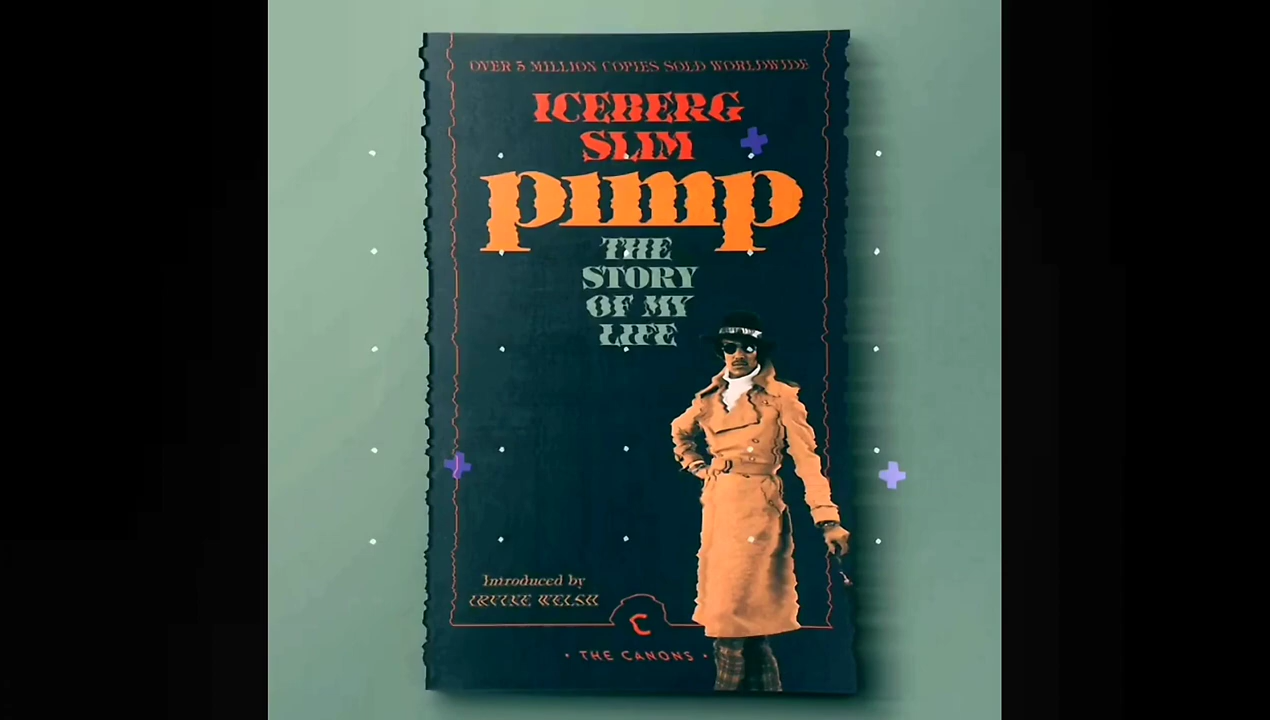 OVER 5 MILLION COPIES SOLD WORLDWIDE
ICEBERG
SLIM
pimp
THE
STORY
OF MY
LIFE
Introduced by
IRVINE WELSH
C
• THE CANONS •